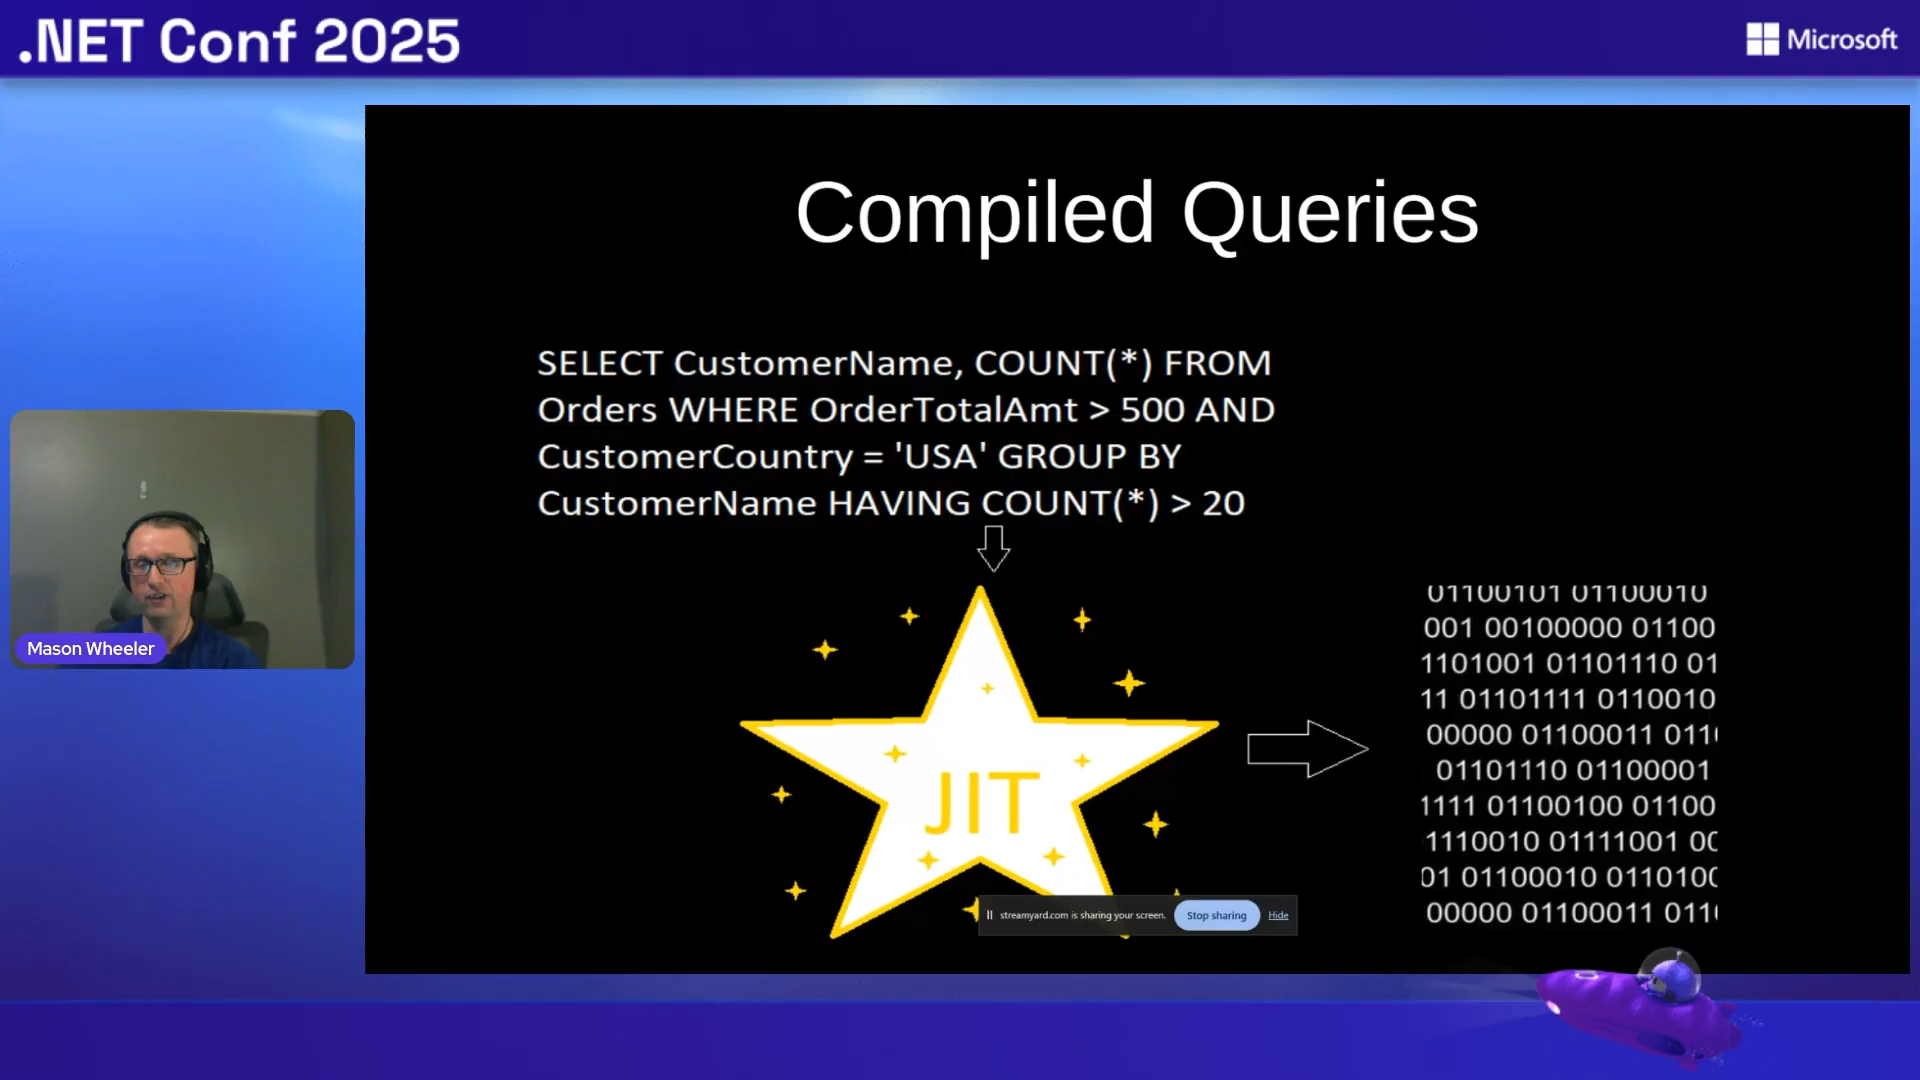 .NET Conf 2025
Microsoft
Compiled Queries
SELECT CustomerName, COUNT(*) FROM
Orders WHERE OrderTotalAmt > 500 AND
CustomerCountry = 'USA' GROUP BY
CustomerName HAVING COUNT(*) > 20
JIT
01100101 01100010
001 00100000 01100
1101001 01101110 01
11 01101111 0110010
00000 01100011 011
01101110 01100001
1111 01100100 01100
1110010 01111001 00
01 01100010 011010
00000 01100011 011
Mason Wheeler
streamyard.com is sharing your screen.
Stop sharing
Hide